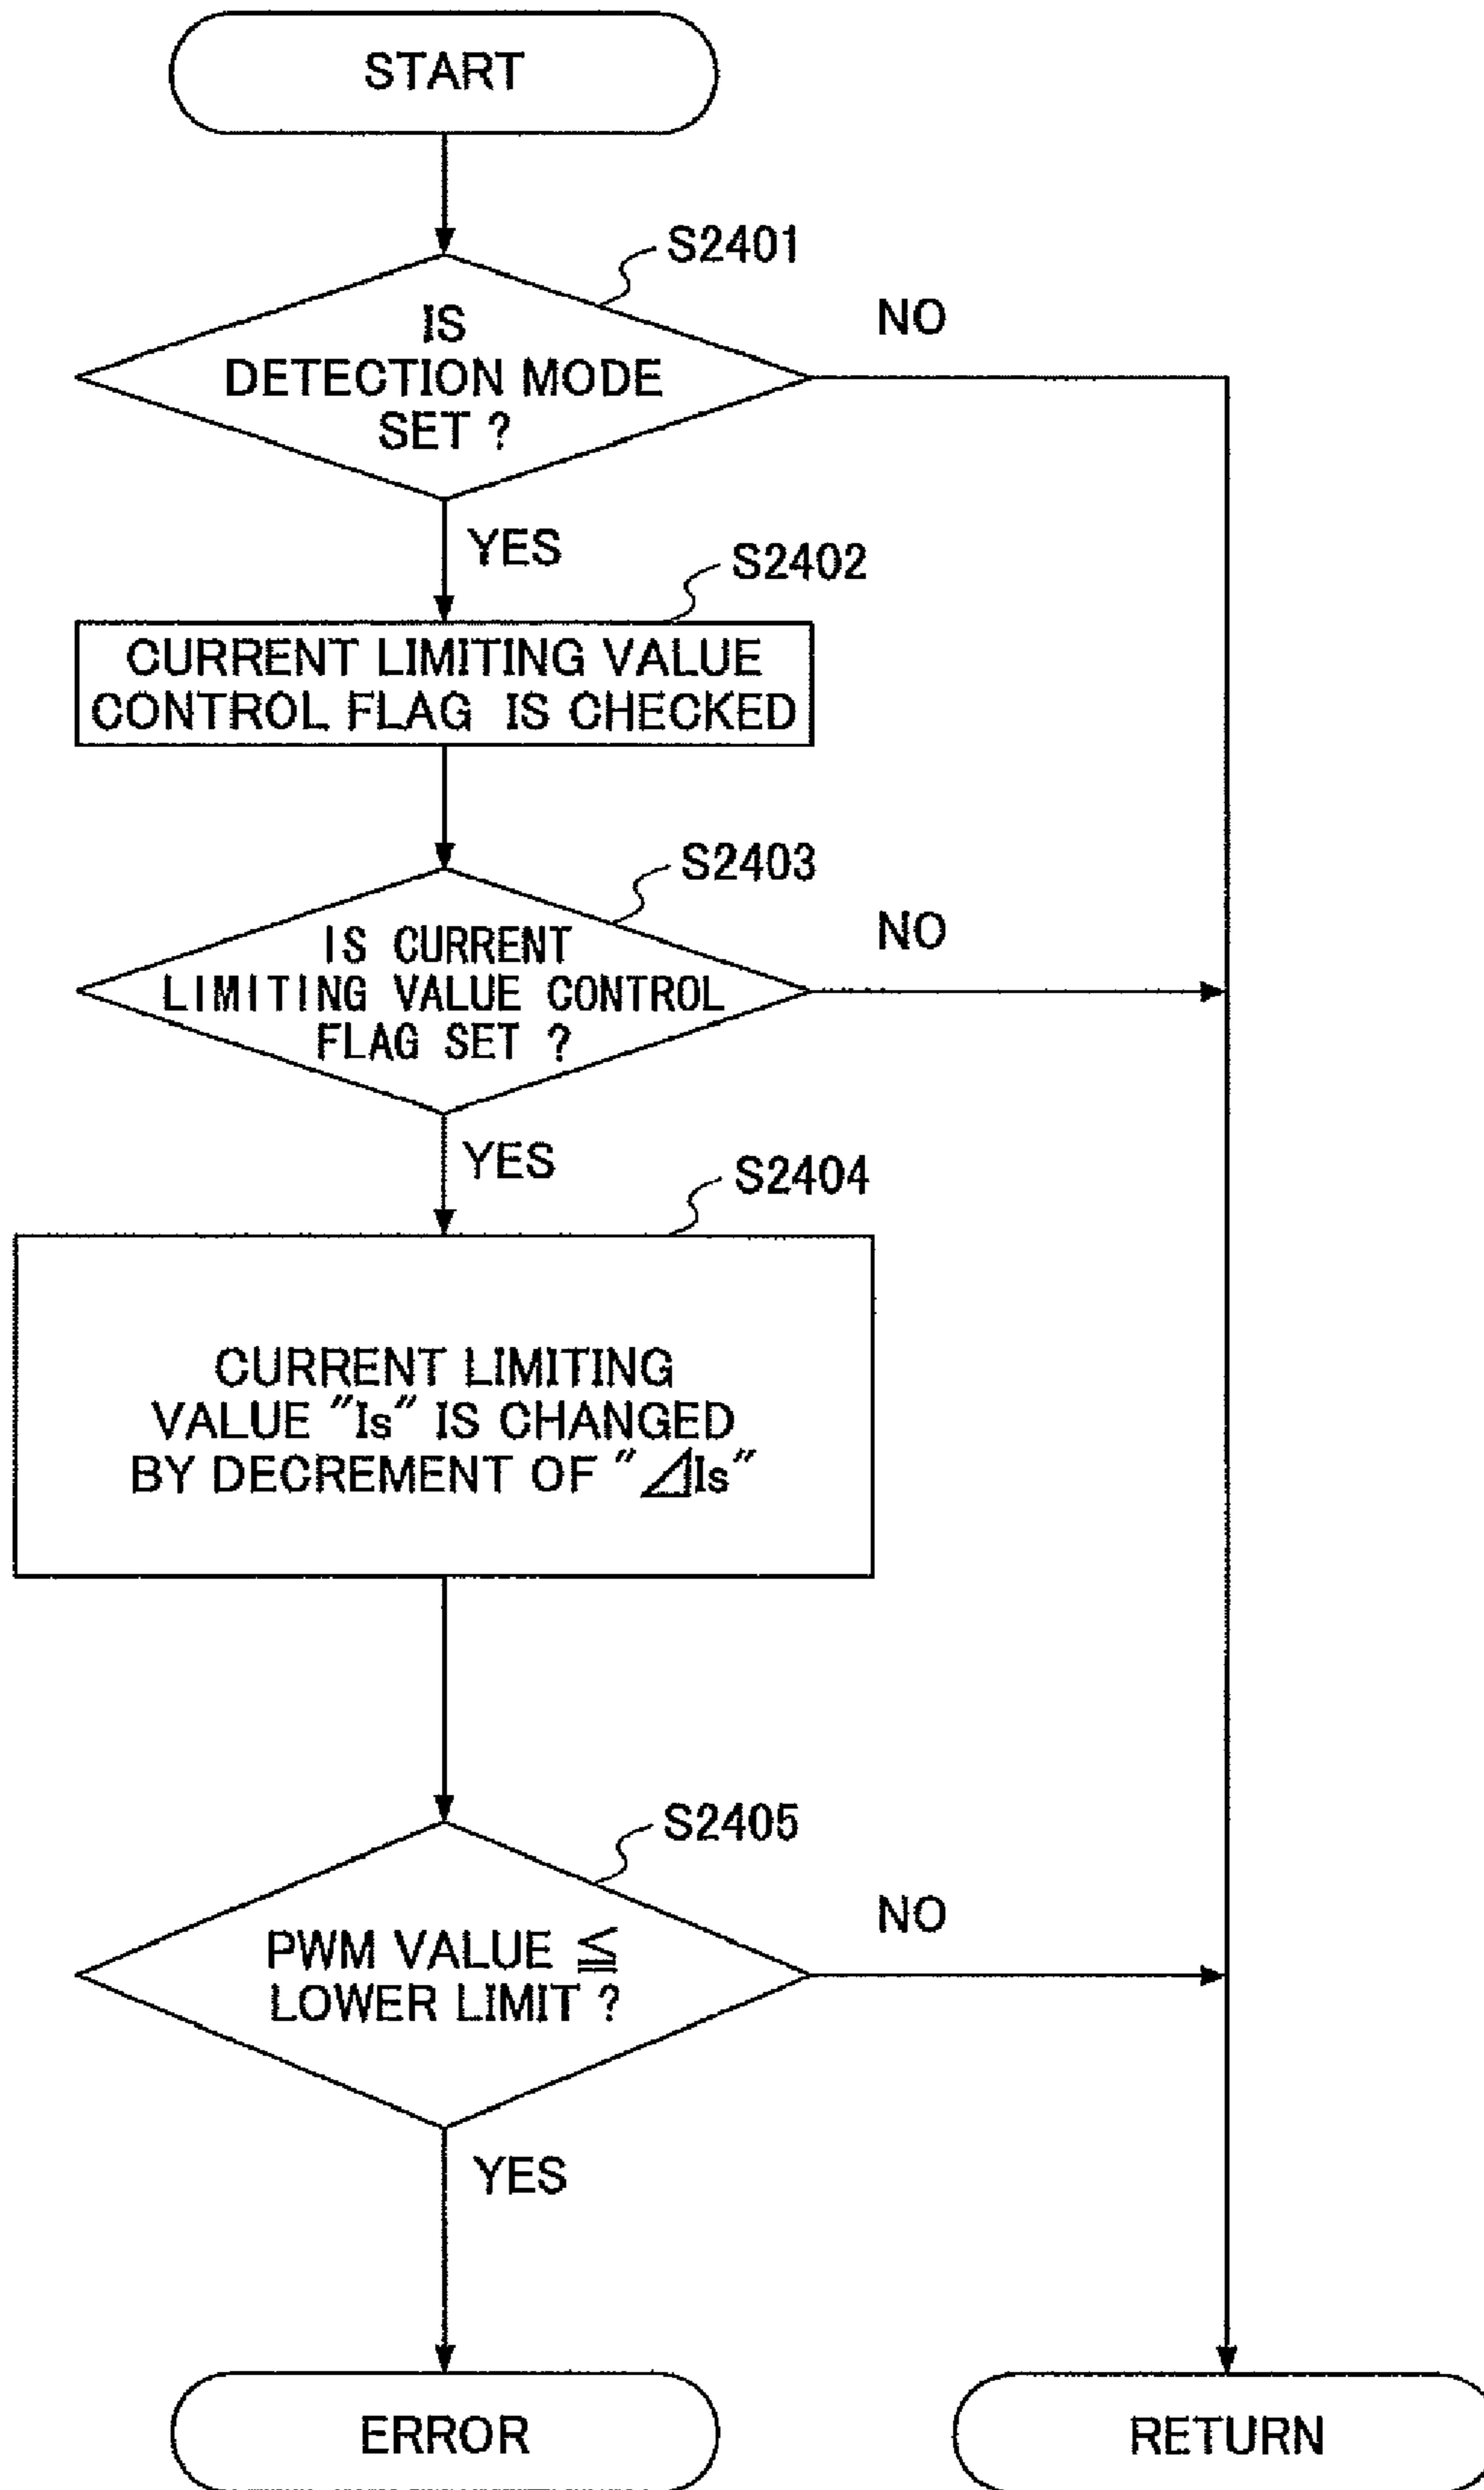 START
S2401
IS
DETECTION MODE
SET ?
NO
YES
S2402
CURRENT LIMITING VALUE
CONTROL FLAG IS CHECKED
S2403
IS CURRENT
LIMITING VALUE CONTROL
FLAG SET ?
NO
YES
S2404
CURRENT LIMITING
VALUE "Is" IS CHANGED
BY DECREMENT OF "⊿Is"
S2405
PWM VALUE ≦
LOWER LIMIT ?
NO
YES
ERROR
RETURN